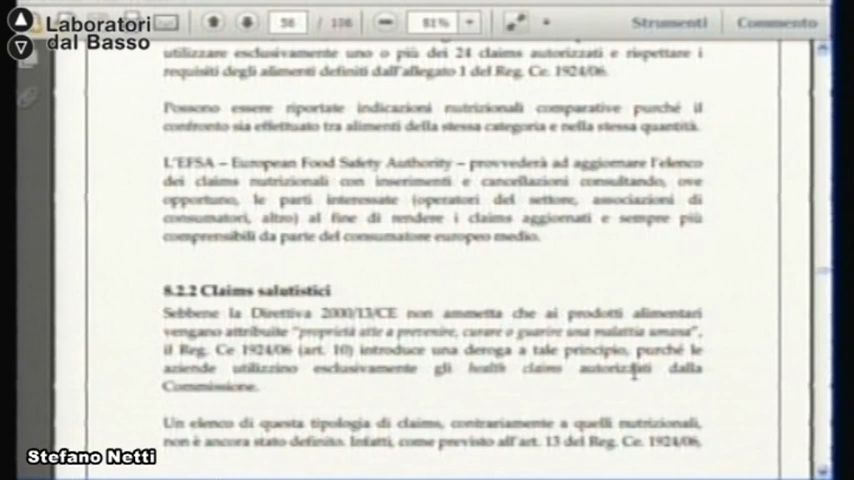 Laboratori
dal Basso
56 / 106
81%
Strumenti
Commento
utilizzare esclusivamente uno o più dei 24 claims autorizzati e rispettare i
requisiti degli alimenti definiti dall'allegato 1 del Reg. Ce. 1924/06.
Possono essere riportate indicazioni nutrizionali comparative purché il
confronto sia effettuato tra alimenti della stessa categoria e nella stessa quantità.
L'EFSA – European Food Safety Authority – provvederà ad aggiornare l'elenco
dei claims nutrizionali con inserimenti e cancellazioni consultando, ove
opportuno, le parti interessate (operatori del settore, associazioni di
consumatori, altro) al fine di rendere i claims aggiornati e sempre più
comprensibili da parte del consumatore europeo medio.
8.2.2 Claims salutistici
Sebbene la Direttiva 2000/13/CE non ammetta che ai prodotti alimentari
vengano attribuite "proprietà atte a prevenire, curare o guarire una malattia umana",
il Reg. Ce 1924/06 (art. 10) introduce una deroga a tale principio, purché le
aziende utilizzino esclusivamente gli health claims autorizzati dalla
Commissione.
Un elenco di questa tipologia di claims, contrariamente a quelli nutrizionali,
non è ancora stato definito. Infatti, come previsto all'art. 13 del Reg. Ce. 1924/06,
Stefano Netti